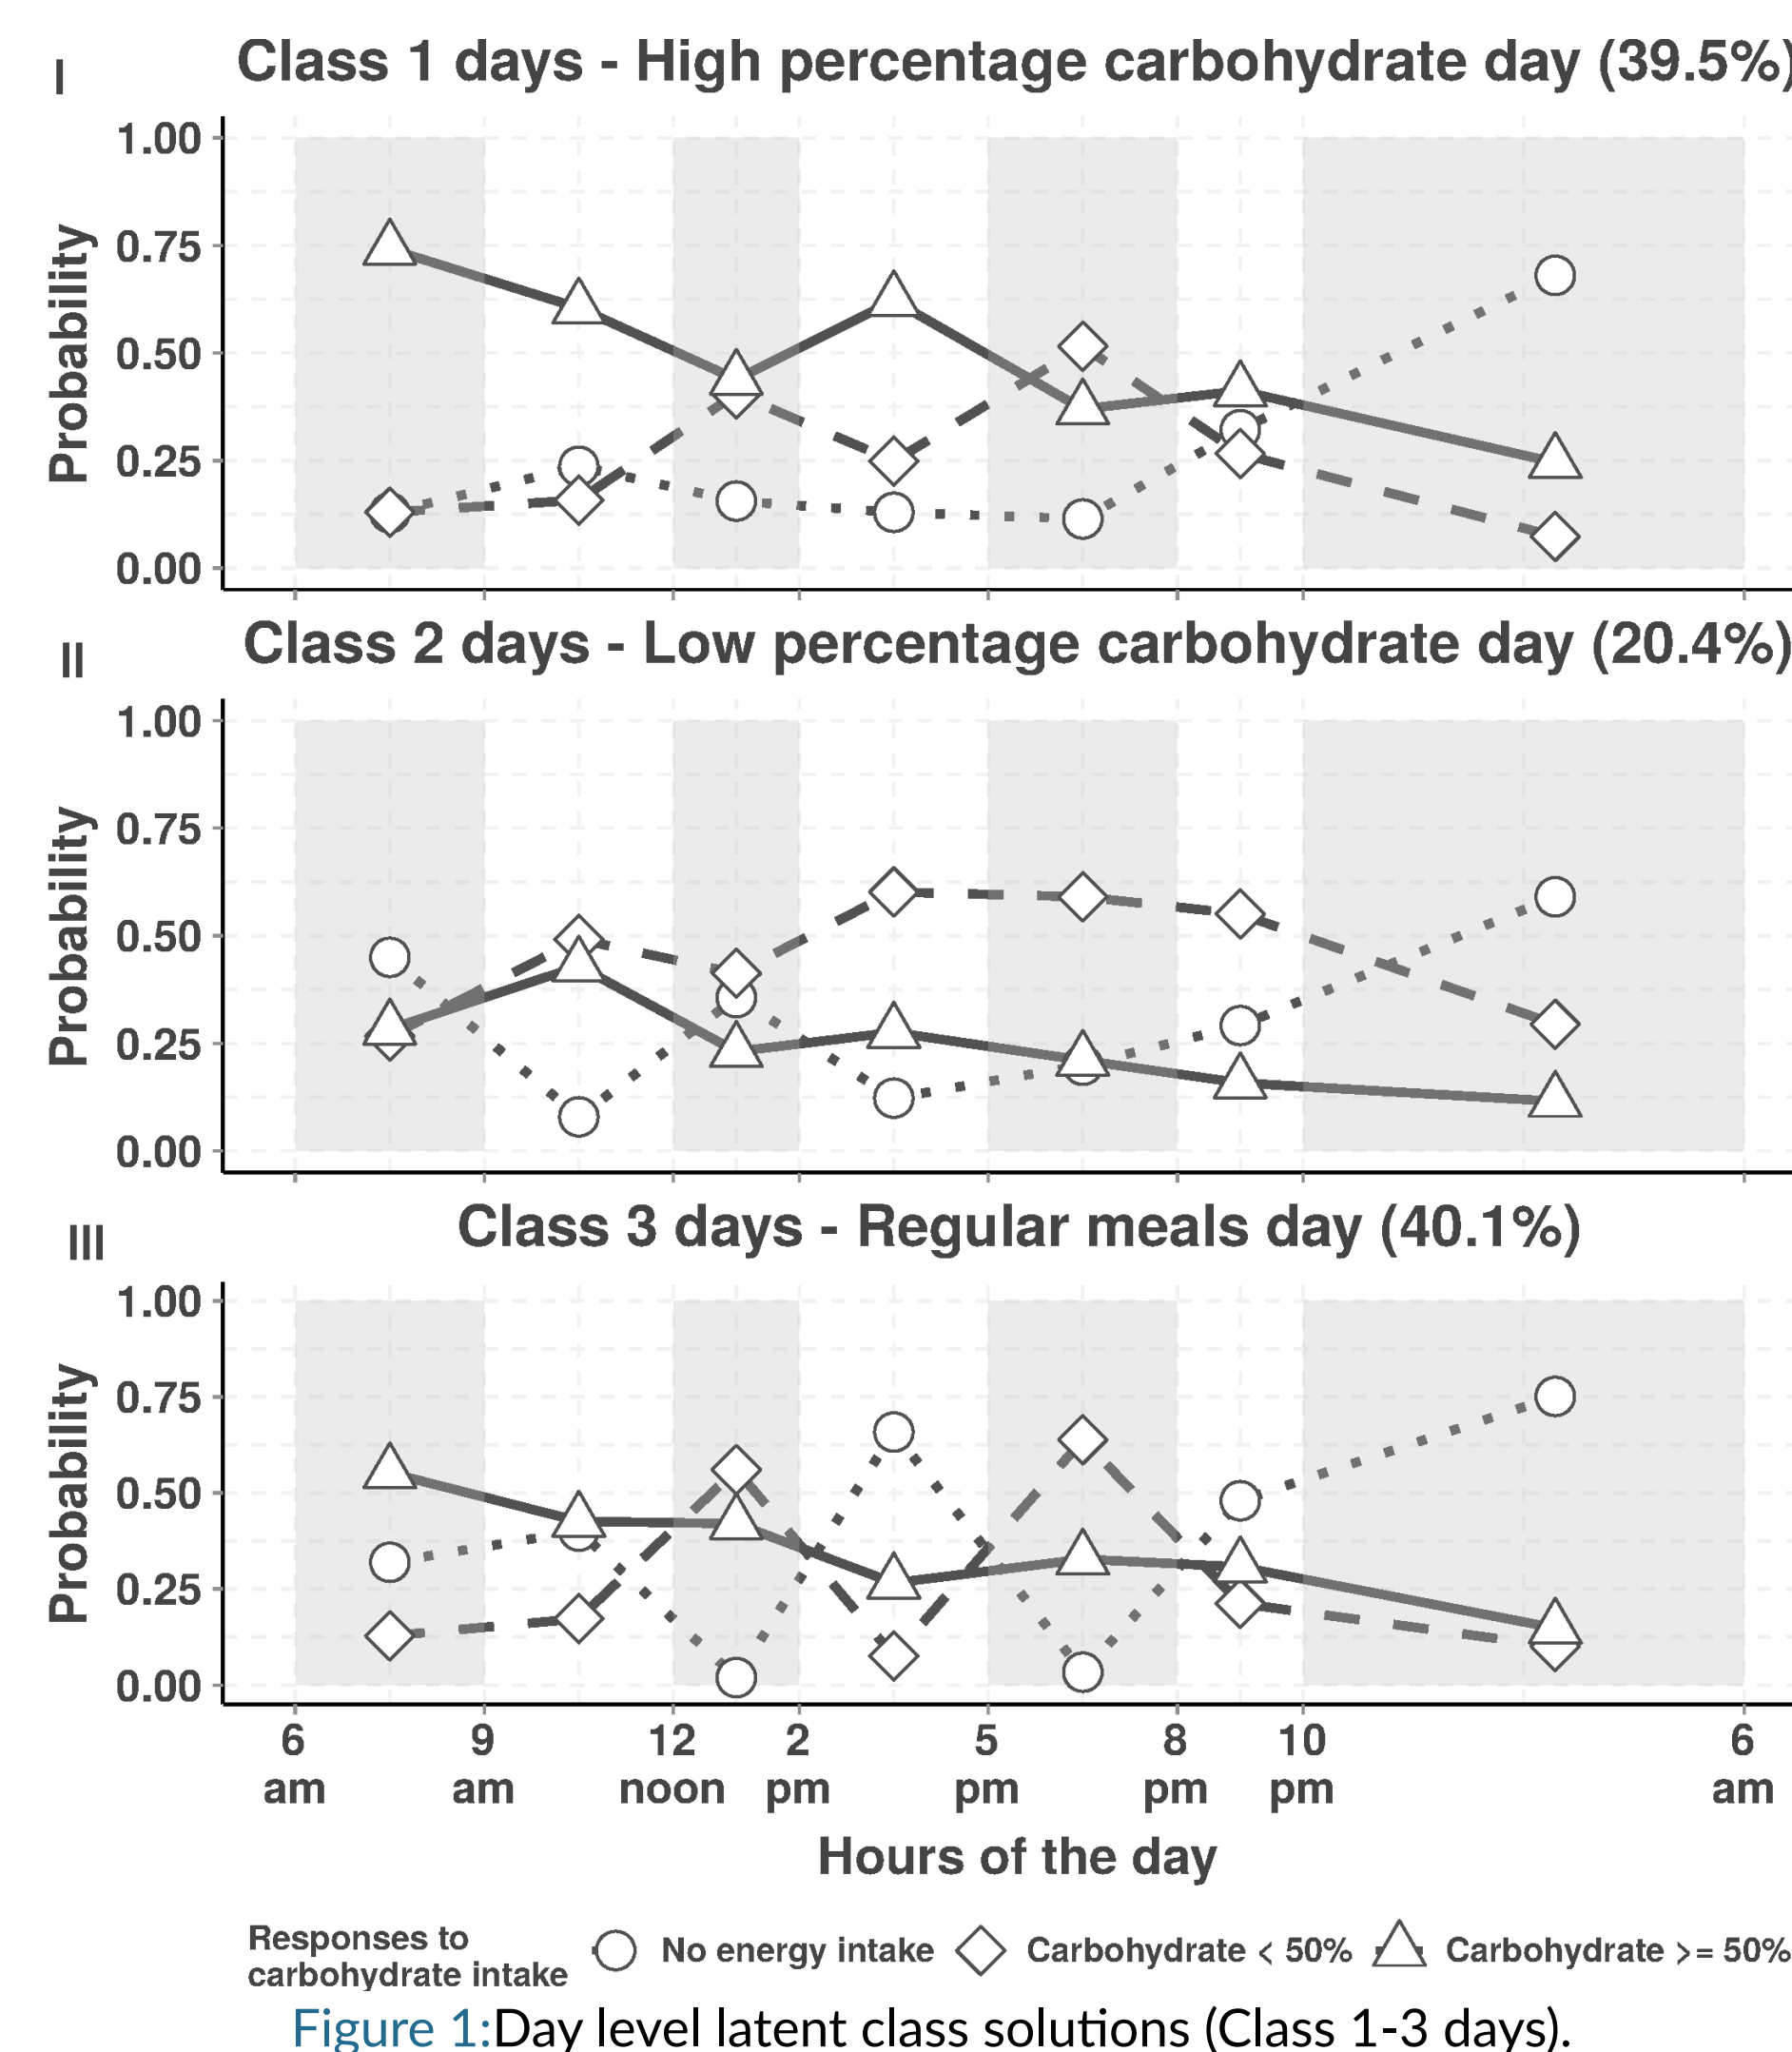 I
Class 1 days - High percentage carbohydrate day (39.5%)
Probability
1.00
0.75
0.50
0.25
0.00
II
Class 2 days - Low percentage carbohydrate day (20.4%)
Probability
1.00
0.75
0.50
0.25
0.00
III
Class 3 days - Regular meals day (40.1%)
Probability
1.00
0.75
0.50
0.25
0.00
6 9 12 2 5 8 10 6
am am noon pm pm pm pm am
Hours of the day
Responses to
carbohydrate intake
No energy intake Carbohydrate < 50% Carbohydrate >= 50%
Figure 1:Day level latent class solutions (Class 1-3 days).